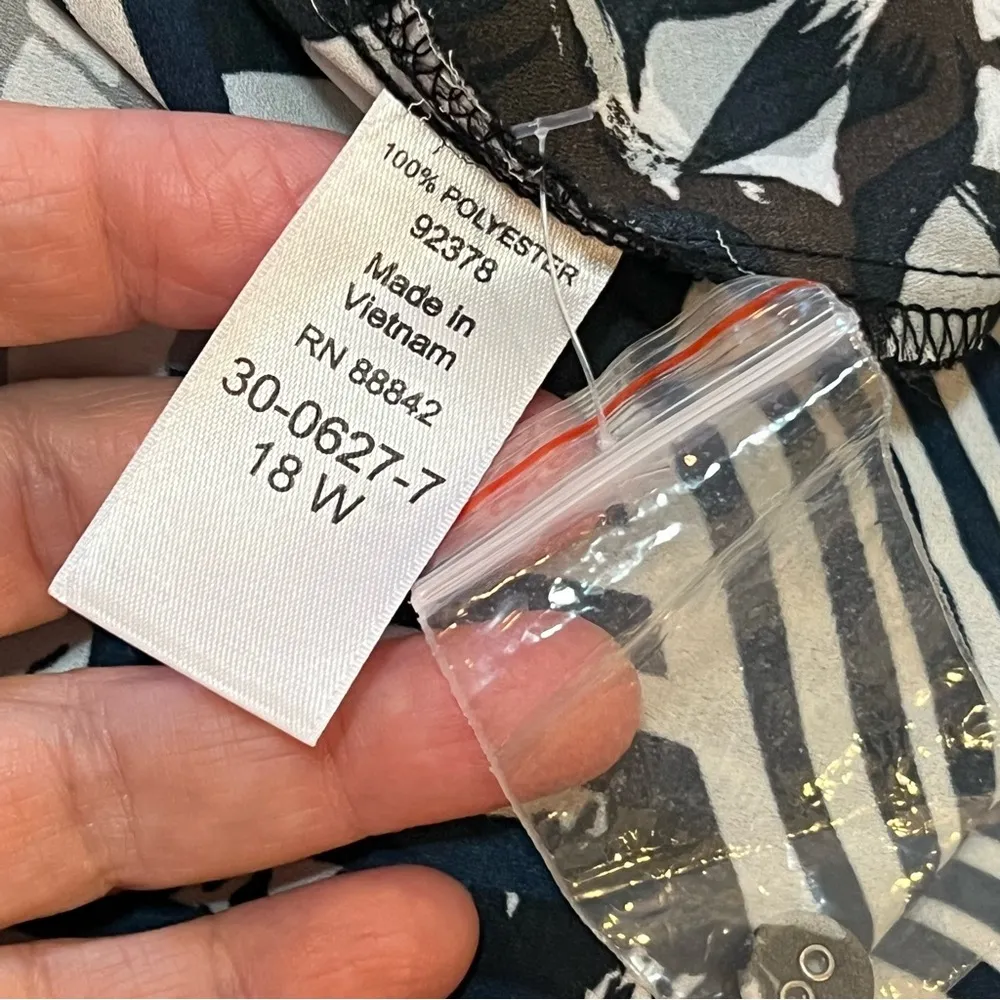 100% POLYESTER
92378
Made in
Vietnam
RN 88842
30-0627-7
18 W